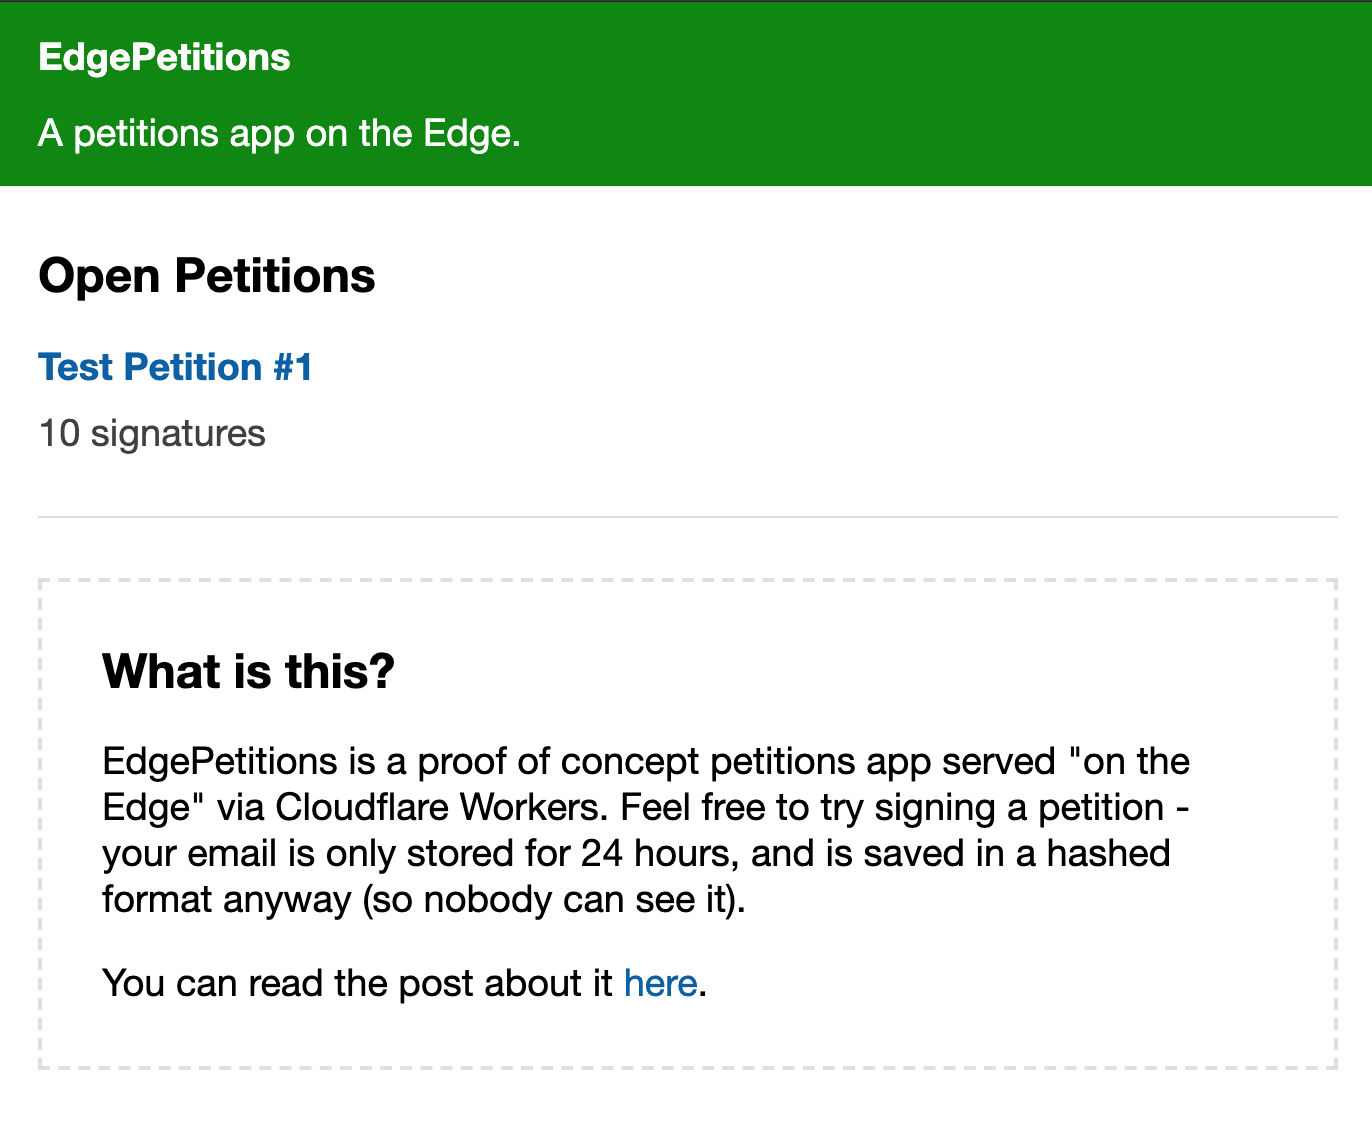 EdgePetitions
A petitions app on the Edge.
Open Petitions
Test Petition #1
10 signatures
What is this?
EdgePetitions is a proof of concept petitions app served "on the
Edge" via Cloudflare Workers. Feel free to try signing a petition -
your email is only stored for 24 hours, and is saved in a hashed
format anyway (so nobody can see it).
You can read the post about it here.